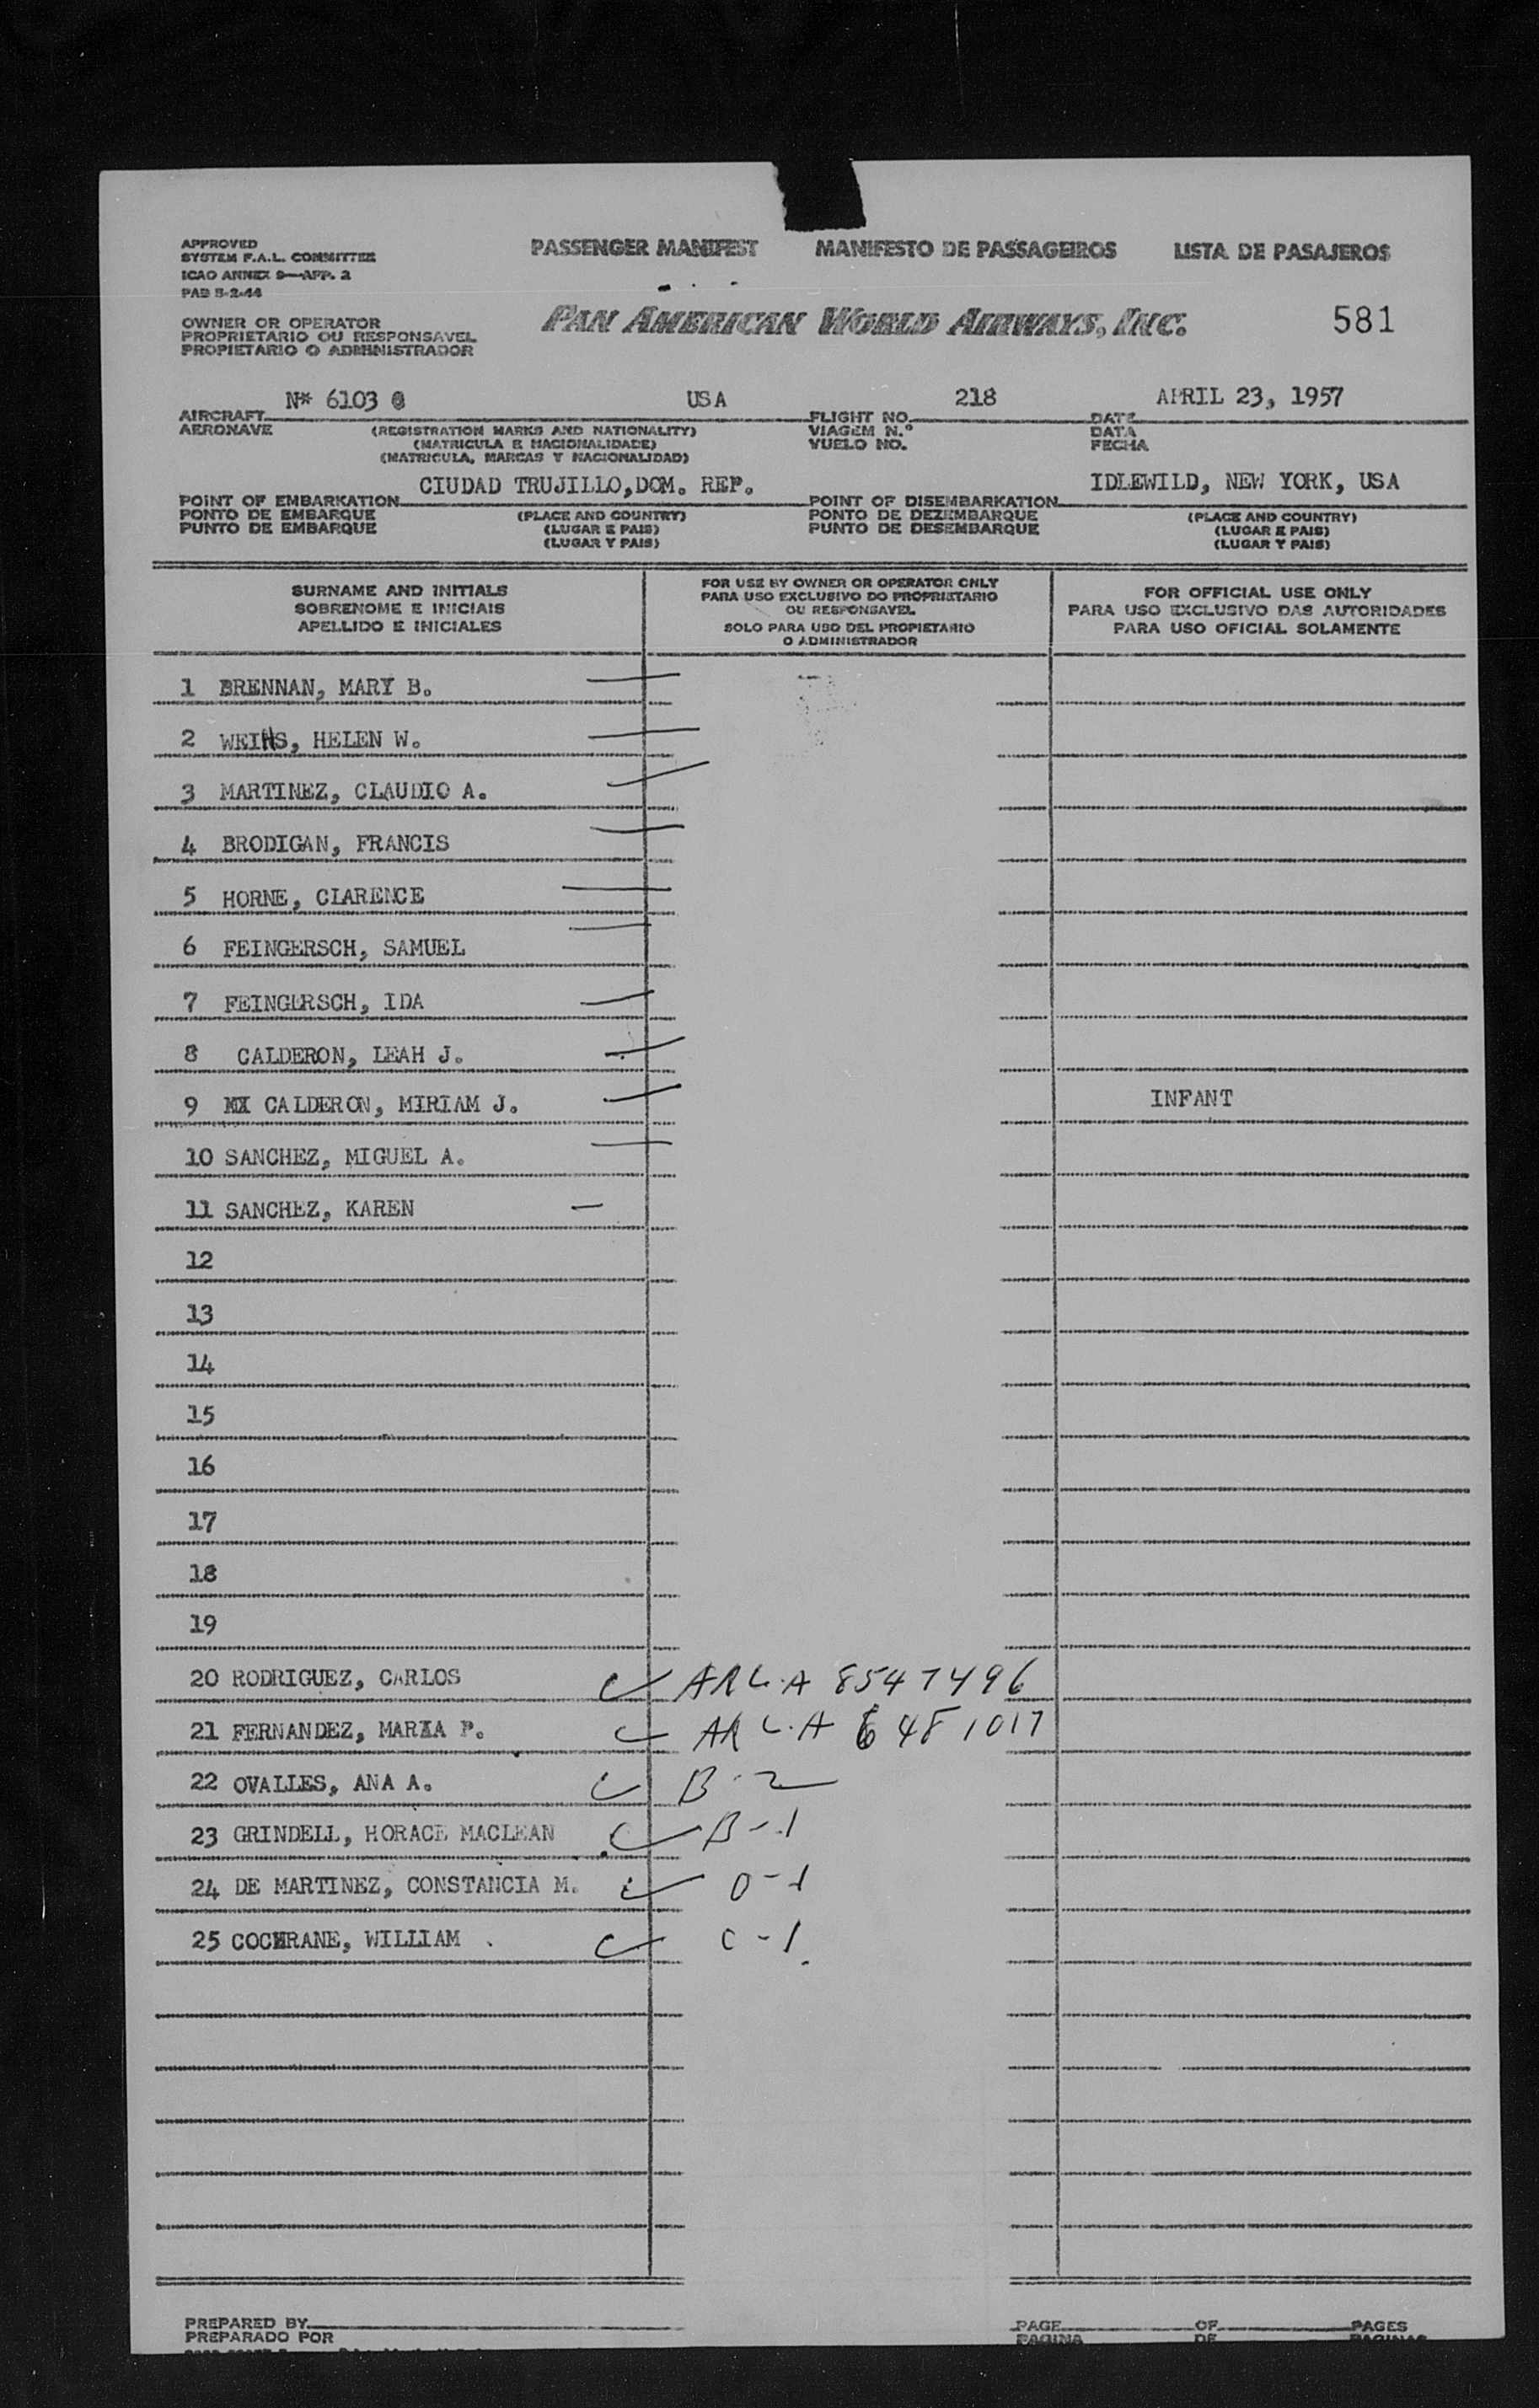 APPROVED
SYSTEM F.A.L. COMMITTEE
ICAO ANNEX 9—APP. 2
PAB 5-2-44
PASSENGER MANIFEST MANIFESTO DE PASSAGEIROS LISTA DE PASAJEROS
OWNER OR OPERATOR
PROPRIETARIO OU RESPONSAVEL
PROPIETARIO O ADMINISTRADOR
PAN AMERICAN WORLD AIRWAYS, INC. 581
AIRCRAFT N* 6103 USA FLIGHT NO. 218 DATE APRIL 23, 1957
AERONAVE (REGISTRATION MARKS AND NATIONALITY) VIAGEM N.º DATA
(MATRICULA E NACIONALIDADE) VUELO NO. FECHA
(MATRICULA, MARCAS Y NACIONALIDAD)
POINT OF EMBARKATION CIUDAD TRUJILLO, DOM. REP. POINT OF DISEMBARKATION IDLEWILD, NEW YORK, USA
PONTO DE EMBARQUE (PLACE AND COUNTRY) PONTO DE DEZEMBARQUE (PLACE AND COUNTRY)
PUNTO DE EMBARQUE (LUGAR E PAIS) PUNTO DE DESEMBARQUE (LUGAR E PAIS)
(LUGAR Y PAIS) (LUGAR Y PAIS)
SURNAME AND INITIALS
SOBRENOME E INICIAIS
APELLIDO E INICIALES
FOR USE BY OWNER OR OPERATOR ONLY
PARA USO EXCLUSIVO DO PROPRIETARIO
OU RESPONSAVEL
SOLO PARA USO DEL PROPIETARIO
O ADMINISTRADOR
FOR OFFICIAL USE ONLY
PARA USO EXCLUSIVO DAS AUTORIDADES
PARA USO OFICIAL SOLAMENTE
1 BRENNAN, MARY B.
2 WEIHS, HELEN W.
3 MARTINEZ, CLAUDIO A.
4 BRODIGAN, FRANCIS
5 HORNE, CLARENCE
6 FEINGERSCH, SAMUEL
7 FEINGERSCH, IDA
8 CALDERON, LEAH J.
9 CALDERON, MIRIAM J. INFANT
10 SANCHEZ, MIGUEL A.
11 SANCHEZ, KAREN
12
13
14
15
16
17
18
19
20 RODRIGUEZ, CARLOS ARC.A 8547496
21 FERNANDEZ, MARIA P. ARC.A 6481017
22 OVALLES, ANA A. B-2
23 GRINDELL, HORACE MACLEAN B-1
24 DE MARTINEZ, CONSTANCIA M. O-1
25 COCHRANE, WILLIAM C-1
PREPARED BY PAGE OF PAGES
PREPARADO POR PAGINA DE PAGINAS